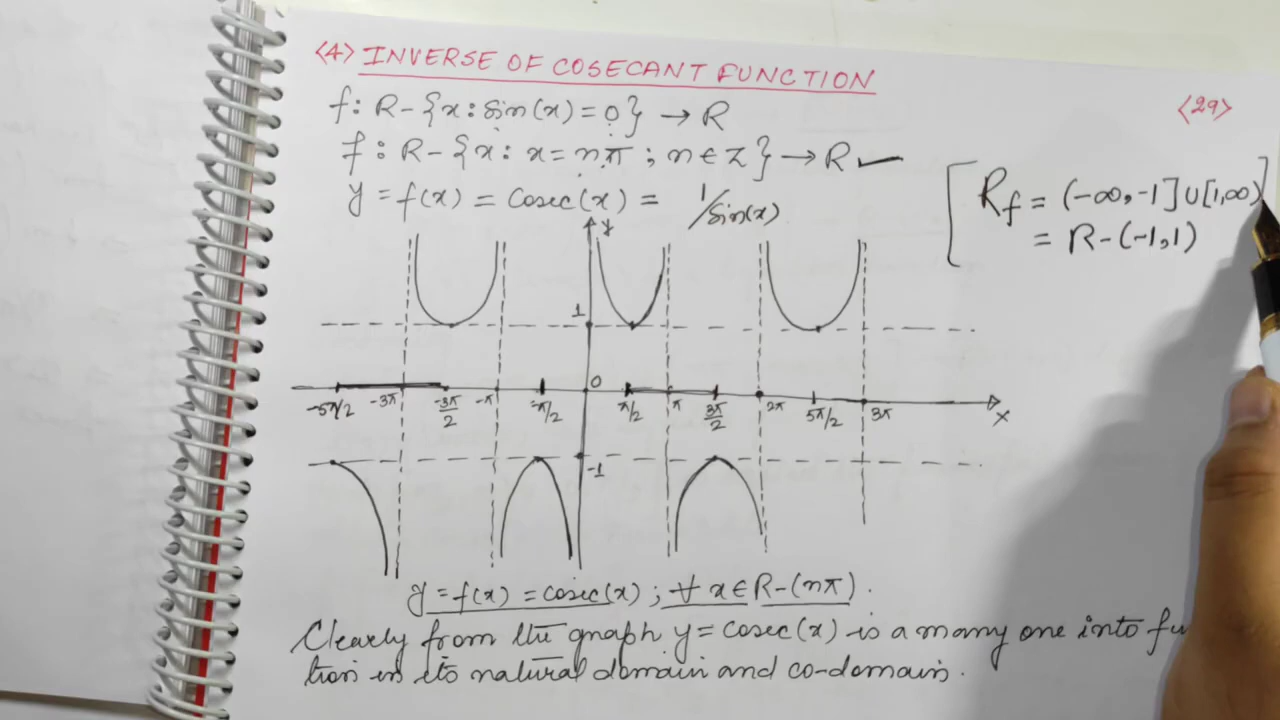 <4> INVERSE OF COSECANT FUNCTION
<29>
f: R-{x: sin(x)=0} → R
f: R-{x: x=nπ ; n∈Z} → R ✓
y = f(x) = cosec(x) = 1/sin(x)
R_f = (-∞,-1]∪[1,∞)
= R-(-1,1)
y
1
0
-5π/2 -3π -3π/2 -π -π/2 π/2 π 3π/2 2π 5π/2 3π x
-1
y = f(x) = cosec(x) ; ∀ x∈R-(nπ).
Clearly from the graph y = cosec(x) is a many one into fu
tion in its natural domain and co-domain.